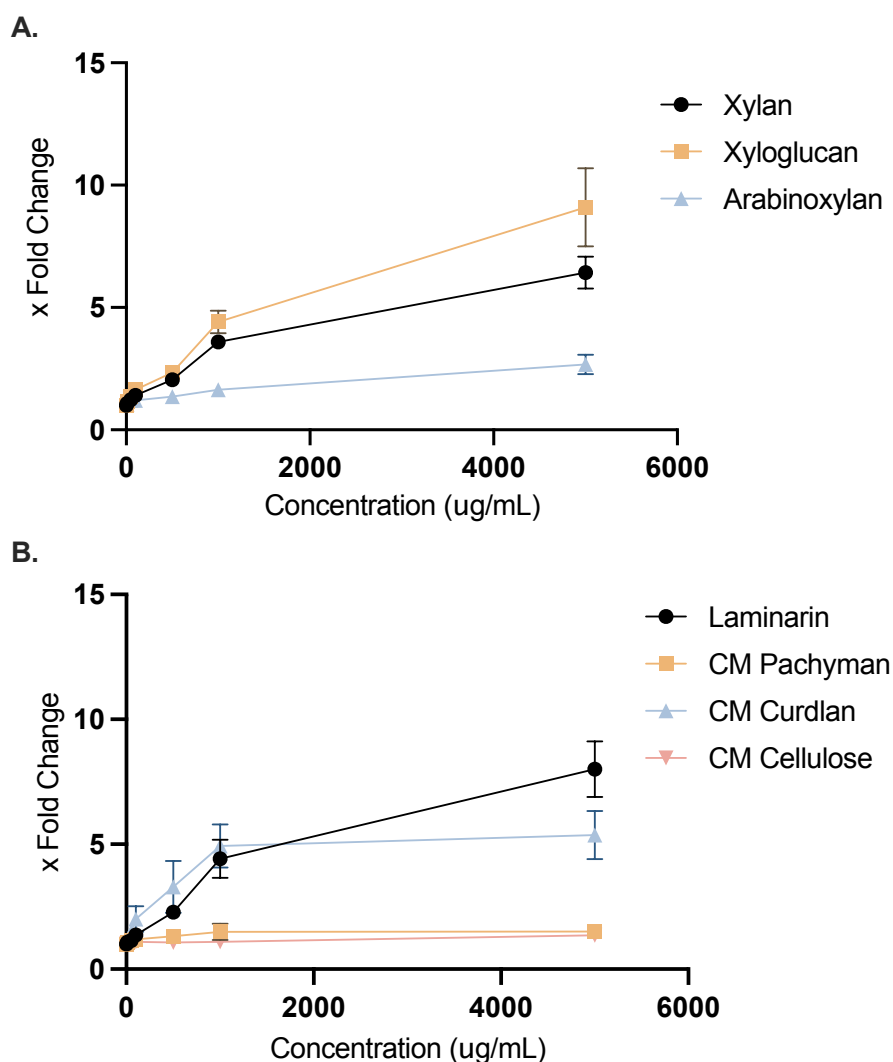 A.
15
10
5
0
x Fold Change
0 2000 4000 6000
Concentration (ug/mL)
Xylan
Xyloglucan
Arabinoxylan
B.
15
10
5
0
x Fold Change
0 2000 4000 6000
Concentration (ug/mL)
Laminarin
CM Pachyman
CM Curdlan
CM Cellulose